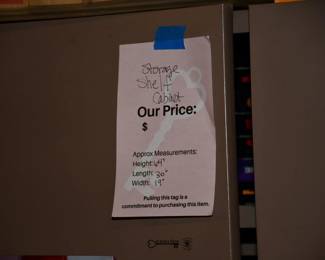 Storage
Shelf
Cabinet
Our Price:
$
Approx Measurements:
Height: 64"
Length: 30"
Width: 19"
Pulling this tag is a
commitment to purchasing this item.